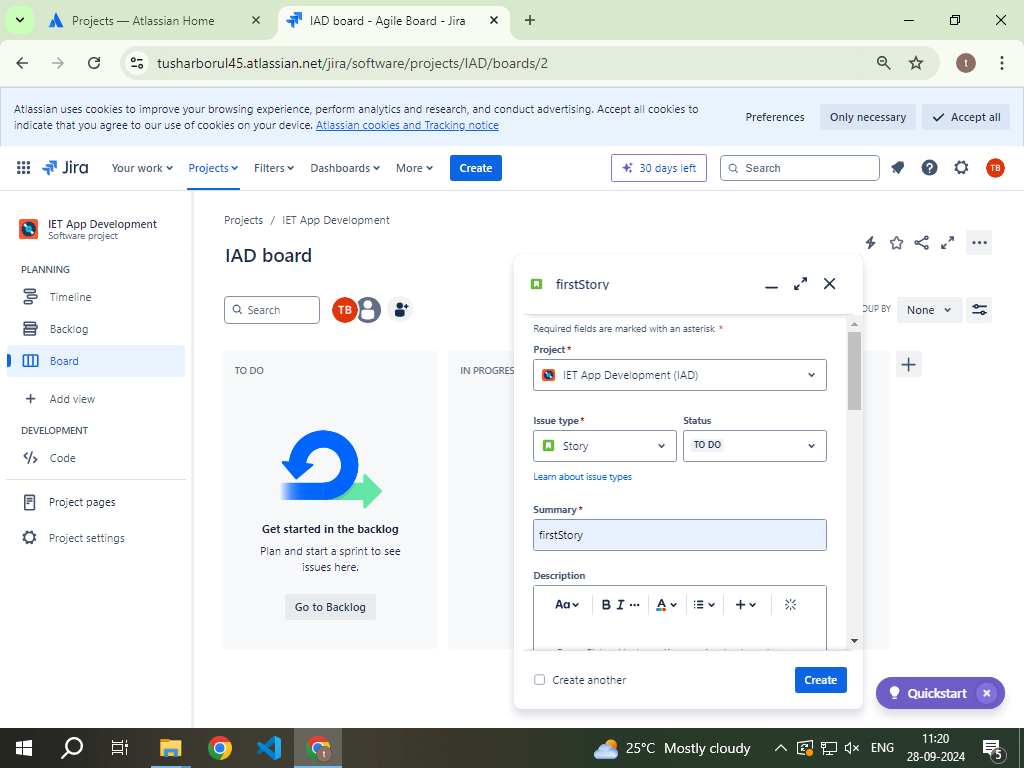 Projects — Atlassian Home
IAD board - Agile Board - Jira
tusharborul45.atlassian.net/jira/software/projects/IAD/boards/2
t
Atlassian uses cookies to improve your browsing experience, perform analytics and research, and conduct advertising. Accept all cookies to
indicate that you agree to our use of cookies on your device. Atlassian cookies and Tracking notice
Preferences
Only necessary
Accept all
Jira
Your work
Projects
Filters
Dashboards
More
Create
30 days left
Search
TB
IET App Development
Software project
PLANNING
Timeline
Backlog
Board
Add view
DEVELOPMENT
Code
Project pages
Project settings
Projects / IET App Development
IAD board
Search
TB
OUP BY
None
TO DO
Get started in the backlog
Plan and start a sprint to see
issues here.
Go to Backlog
IN PROGRES
firstStory
Required fields are marked with an asterisk *
Project *
IET App Development (IAD)
Issue type *
Status
Story
TO DO
Learn about issue types
Summary *
firstStory
Description
Aa
B I
A
Create another
Create
Quickstart
t
25°C Mostly cloudy
ENG
11:20
28-09-2024
5